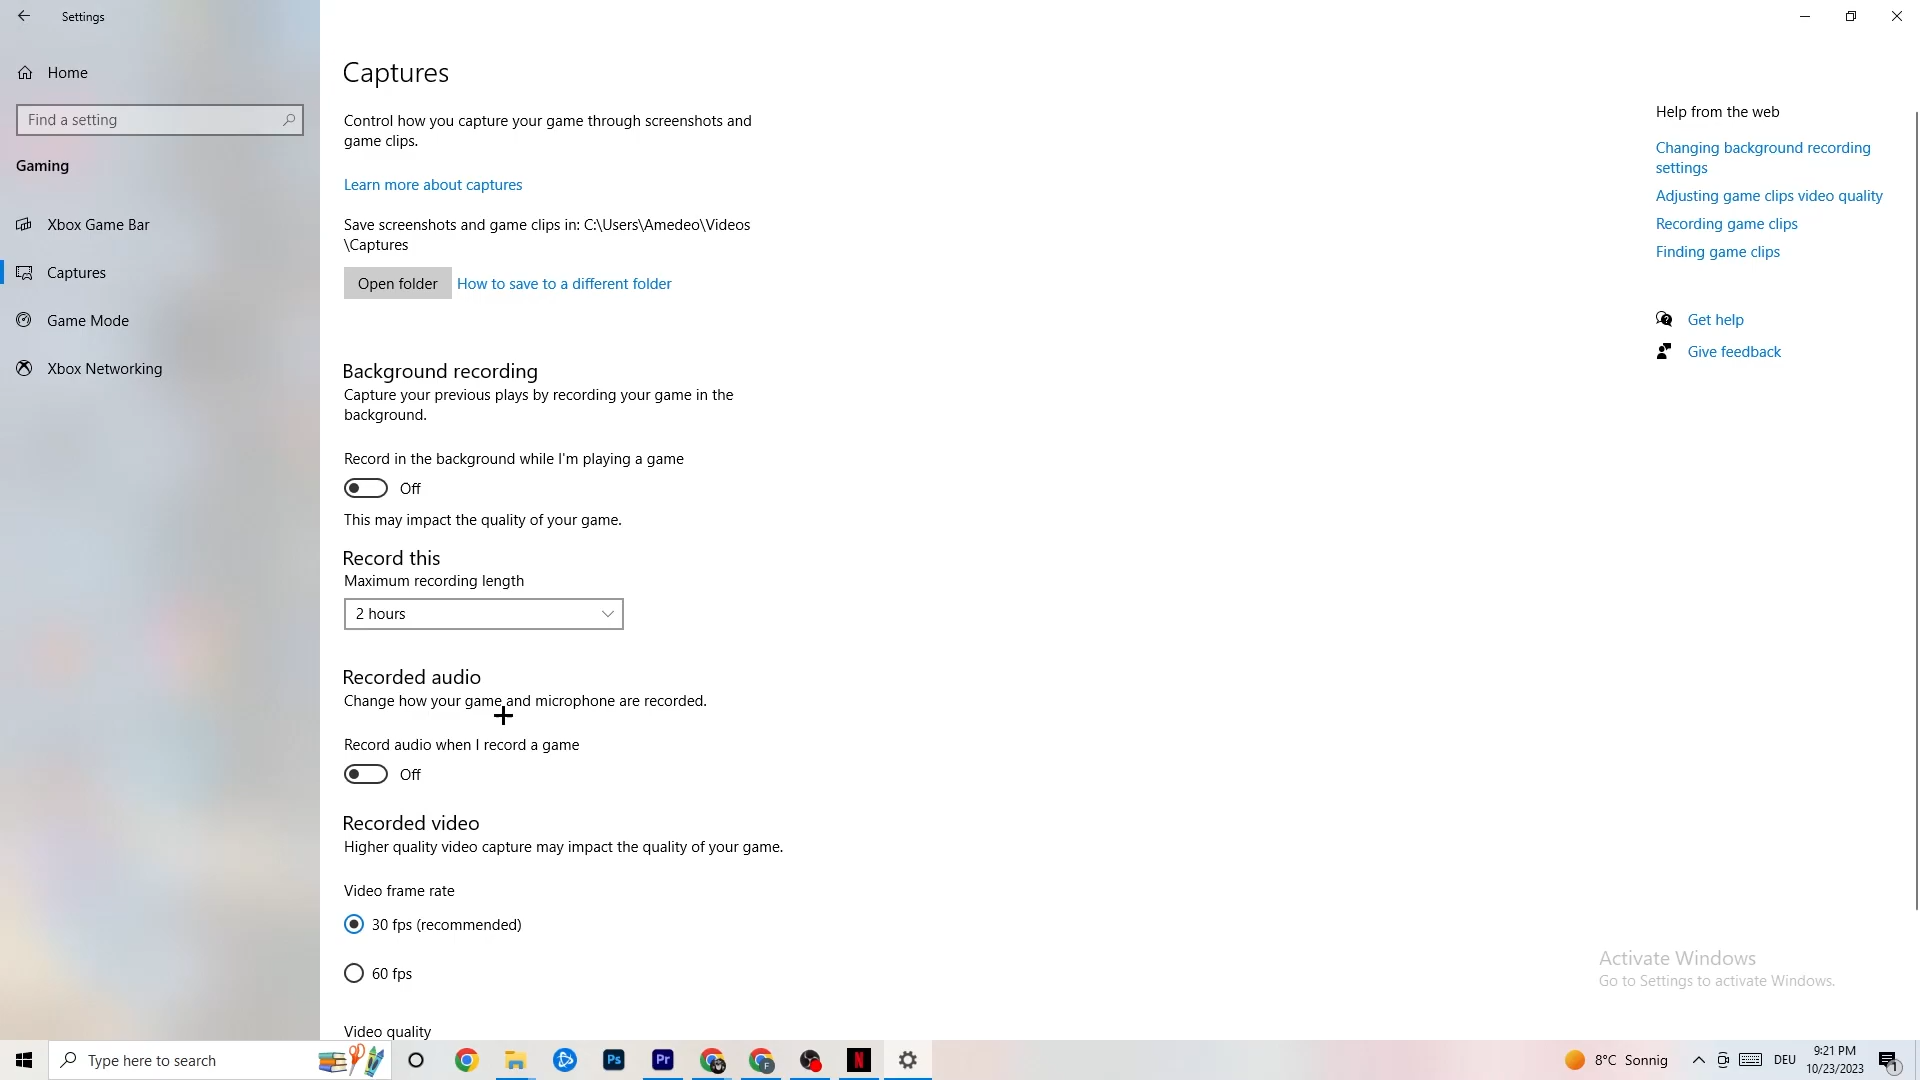 Settings
Home
Find a setting
Gaming
Xbox Game Bar
Captures
Game Mode
Xbox Networking
Captures
Control how you capture your game through screenshots and
game clips.
Learn more about captures
Save screenshots and game clips in: C:\Users\Amedeo\Videos
\Captures
Open folder
How to save to a different folder
Background recording
Capture your previous plays by recording your game in the
background.
Record in the background while I'm playing a game
Off
This may impact the quality of your game.
Record this
Maximum recording length
2 hours
Recorded audio
Change how your game and microphone are recorded.
Record audio when I record a game
Off
Recorded video
Higher quality video capture may impact the quality of your game.
Video frame rate
30 fps (recommended)
60 fps
Video quality
Help from the web
Changing background recording
settings
Adjusting game clips video quality
Recording game clips
Finding game clips
Get help
Give feedback
Activate Windows
Go to Settings to activate Windows.
Type here to search
Ps
Pr
F
N
8°C Sonnig
DEU
9:21 PM
10/23/2023
1